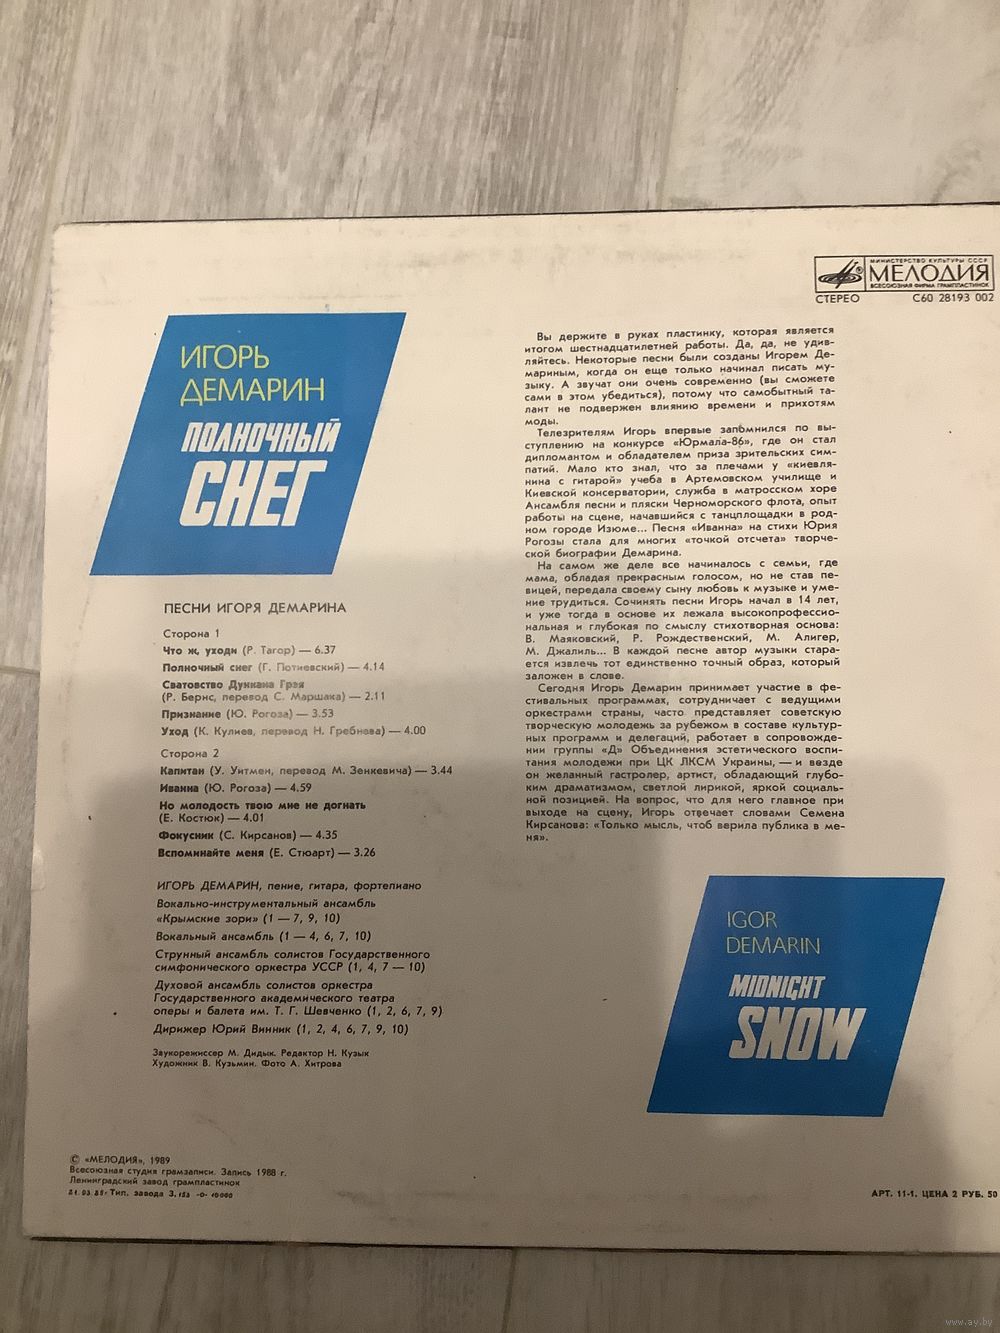 МИНИСТЕРСТВО КУЛЬТУРЫ СССР
МЕЛОДИЯ
ВСЕСОЮЗНАЯ ФИРМА ГРАМПЛАСТИНОК
СТЕРЕО
С60 28193 002
ИГОРЬ
ДЕМАРИН
ПОЛНОЧНЫЙ
СНЕГ
ПЕСНИ ИГОРЯ ДЕМАРИНА
Сторона 1
Что ж, уходи (Р. Тагор) — 6.37
Полночный снег (Г. Потиевский) — 4.14
Сватовство Дункана Грэя
(Р. Бернс, перевод С. Маршака) — 2.11
Признание (Ю. Рогоза) — 3.53
Уход (К. Кулиев, перевод Н. Гребнева) — 4.00
Сторона 2
Капитан (У. Уитмен, перевод М. Зенкевича) — 3.44
Иванна (Ю. Рогоза) — 4.59
Но молодость твою мне не догнать
(Е. Костюк) — 4.01
Фокусник (С. Кирсанов) — 4.35
Вспоминайте меня (Е. Стюарт) — 3.26
ИГОРЬ ДЕМАРИН, пение, гитара, фортепиано
Вокально-инструментальный ансамбль
«Крымские зори» (1 — 7, 9, 10)
Вокальный ансамбль (1 — 4, 6, 7, 10)
Струнный ансамбль солистов Государственного
симфонического оркестра УССР (1, 4, 7 — 10)
Духовой ансамбль солистов оркестра
Государственного академического театра
оперы и балета им. Т. Г. Шевченко (1, 2, 6, 7, 9)
Дирижер Юрий Винник (1, 2, 4, 6, 7, 9, 10)
Звукорежиссер М. Дидык. Редактор Н. Кузык
Художник В. Кузьмин. Фото А. Хитрова
Вы держите в руках пластинку, которая является
итогом шестнадцатилетней работы. Да, да, не удив-
ляйтесь. Некоторые песни были созданы Игорем Де-
мариным, когда он еще только начинал писать му-
зыку. А звучат они очень современно (вы сможете
сами в этом убедиться), потому что самобытный та-
лант не подвержен влиянию времени и прихотям
моды.
Телезрителям Игорь впервые запомнился по вы-
ступлению на конкурсе «Юрмала-86», где он стал
дипломантом и обладателем приза зрительских сим-
патий. Мало кто знал, что за плечами у «киевля-
нина с гитарой» учеба в Артемовском училище и
Киевской консерватории, служба в матросском хоре
Ансамбля песни и пляски Черноморского флота, опыт
работы на сцене, начавшийся с танцплощадки в род-
ном городе Изюме... Песня «Иванна» на стихи Юрия
Рогозы стала для многих «точкой отсчета» творче-
ской биографии Демарина.
На самом же деле все начиналось с семьи, где
мама, обладая прекрасным голосом, но не став пе-
вицей, передала своему сыну любовь к музыке и уме-
ние трудиться. Сочинять песни Игорь начал в 14 лет,
и уже тогда в основе их лежала высокопрофессио-
нальная и глубокая по смыслу стихотворная основа:
В. Маяковский, Р. Рождественский, М. Алигер,
М. Джалиль... В каждой песне автор музыки стара-
ется извлечь тот единственно точный образ, который
заложен в слове.
Сегодня Игорь Демарин принимает участие в фе-
стивальных программах, сотрудничает с ведущими
оркестрами страны, часто представляет советскую
творческую молодежь за рубежом в составе культур-
ных программ и делегаций, работает в сопровожде-
нии группы «Д» Объединения эстетического воспи-
тания молодежи при ЦК ЛКСМ Украины, — и везде
он желанный гастролер, артист, обладающий глубо-
ким драматизмом, светлой лирикой, яркой социаль-
ной позицией. На вопрос, что для него главное при
выходе на сцену, Игорь отвечает словами Семена
Кирсанова: «Только мысль, чтоб верила публика в ме-
ня».
IGOR
DEMARIN
MIDNIGHT
SNOW
© «МЕЛОДИЯ», 1989
Всесоюзная студия грамзаписи. Запись 1988 г.
Ленинградский завод грампластинок
Тип. завода
АРТ. 11-1. ЦЕНА 2 РУБ. 50
www.ay.by